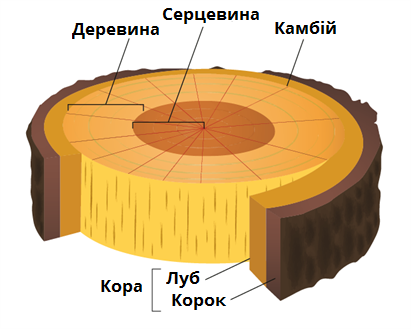 Серцевина
Деревина
Камбій
Кора
Луб
Корок